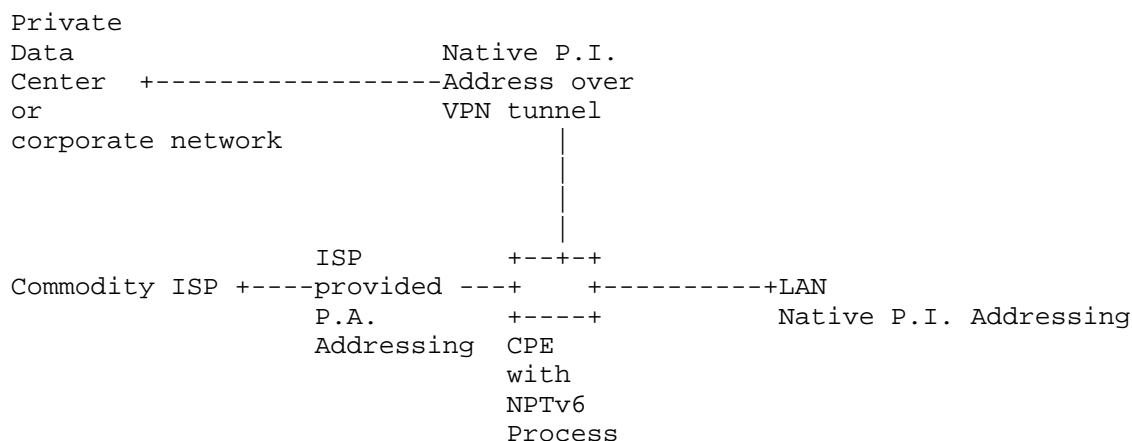 Private
Data                        Native P.I.
Center  +------------------Address over
or                          VPN tunnel
corporate network                 |
                                  |
                                  |
                                  |
                                  |
                   ISP         +--+-+
Commodity ISP +----provided ---+    +----------+LAN
                   P.A.        +----+           Native P.I. Addressing
                   Addressing  CPE
                               with
                               NPTv6
                               Process